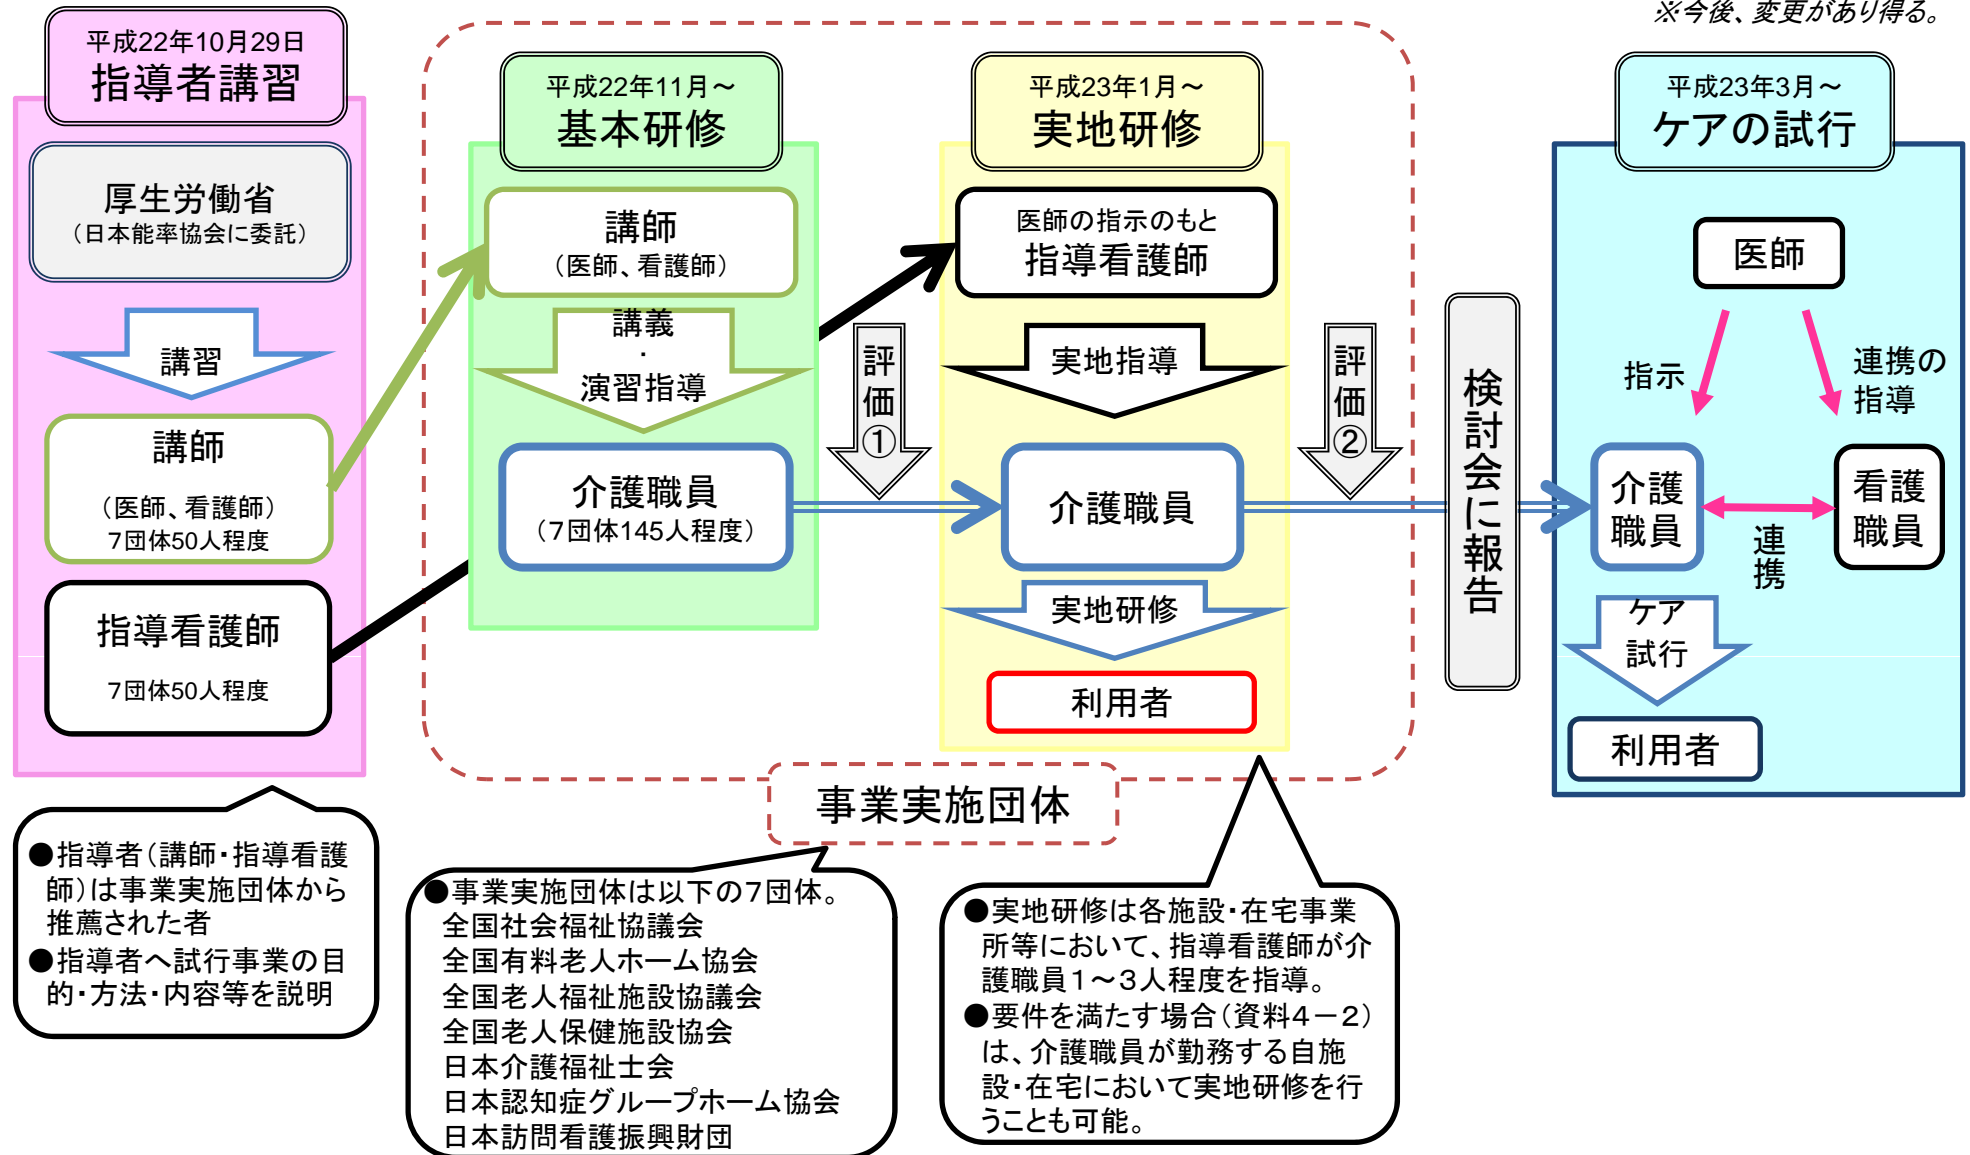 ※今後、変更があり得る。
平成22年10月29日
指導者講習
厚生労働省
（日本能率協会に委託）
講習
講師
（医師、看護師）
7団体50人程度
指導看護師
7団体50人程度
平成22年11月～
基本研修
講師
（医師、看護師）
講義
・
演習指導
介護職員
（7団体145人程度）
評価①
平成23年1月～
実地研修
医師の指示のもと
指導看護師
実地指導
介護職員
実地研修
利用者
評価②
事業実施団体
検討会に報告
平成23年3月～
ケアの試行
医師
指示
連携の
指導
介護
職員
看護
職員
連携
ケア
試行
利用者
●指導者（講師・指導看護
師）は事業実施団体から
推薦された者
●指導者へ試行事業の目
的・方法・内容等を説明
●事業実施団体は以下の７団体。
全国社会福祉協議会
全国有料老人ホーム協会
全国老人福祉施設協議会
全国老人保健施設協会
日本介護福祉士会
日本認知症グループホーム協会
日本訪問看護振興財団
●実地研修は各施設・在宅事業
所等において、指導看護師が介
護職員１～３人程度を指導。
●要件を満たす場合（資料４－２）
は、介護職員が勤務する自施
設・在宅において実地研修を行
うことも可能。